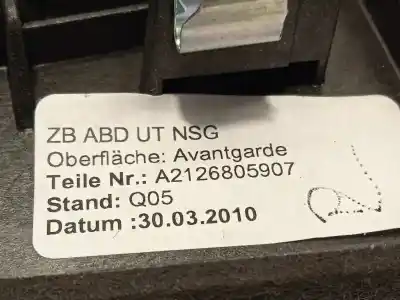 ZB ABD UT NSG
Oberfläche: Avantgarde
Teile Nr.: A2126805907
Stand: Q05
Datum :30.03.2010